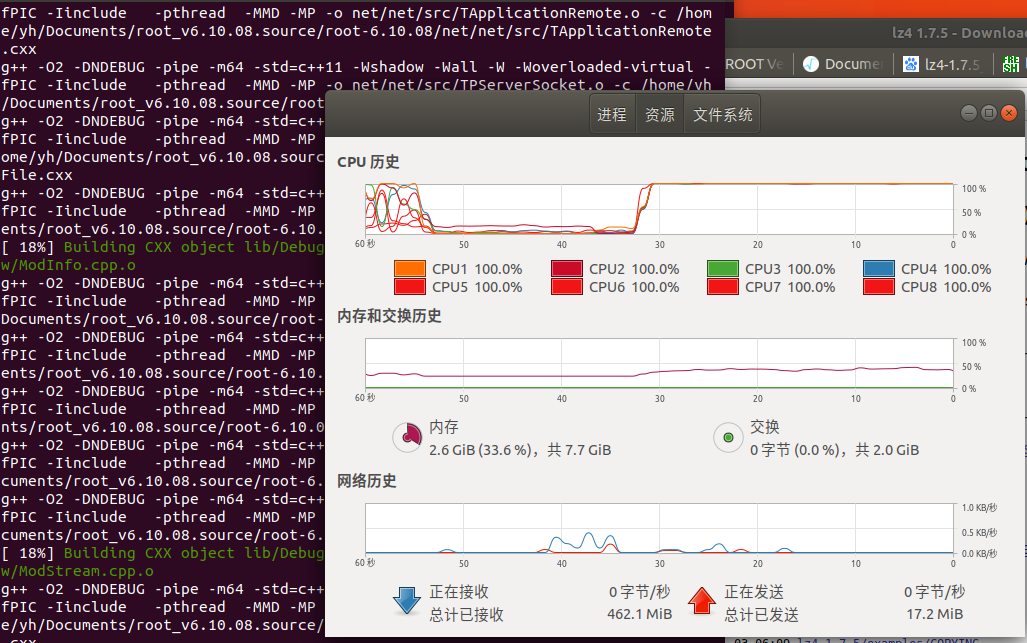 fPIC -Iinclude   -pthread  -MMD -MP -o net/net/src/TApplicationRemote.o -c /hom
e/yh/Documents/root_v6.10.08.source/root-6.10.08/net/net/src/TApplicationRemote
.cxx
g++ -O2 -DNDEBUG -pipe -m64 -std=c++11 -Wshadow -Wall -W -Woverloaded-virtual -
fPIC -Iinclude   -pthread  -MMD -MP -o net/net/src/TPServerSocket.o -c /home/yh
/Documents/root_v6.10.08.source/root
g++ -O2 -DNDEBUG -pipe -m64 -std=c++
fPIC -Iinclude   -pthread  -MMD -MP
ome/yh/Documents/root_v6.10.08.sourc
File.cxx
g++ -O2 -DNDEBUG -pipe -m64 -std=c++
fPIC -Iinclude   -pthread  -MMD -MP
ents/root_v6.10.08.source/root-6.10.
[ 18%] Building CXX object lib/Debug
w/ModInfo.cpp.o
g++ -O2 -DNDEBUG -pipe -m64 -std=c++
fPIC -Iinclude   -pthread  -MMD -MP
Documents/root_v6.10.08.source/root-
g++ -O2 -DNDEBUG -pipe -m64 -std=c++
fPIC -Iinclude   -pthread  -MMD -MP
ents/root_v6.10.08.source/root-6.10.
g++ -O2 -DNDEBUG -pipe -m64 -std=c++
fPIC -Iinclude   -pthread  -MMD -MP
nts/root_v6.10.08.source/root-6.10.0
g++ -O2 -DNDEBUG -pipe -m64 -std=c++
fPIC -Iinclude   -pthread  -MMD -MP
cuments/root_v6.10.08.source/root-6.
g++ -O2 -DNDEBUG -pipe -m64 -std=c++
fPIC -Iinclude   -pthread  -MMD -MP
cuments/root_v6.10.08.source/root-6.
[ 18%] Building CXX object lib/Debug
w/ModStream.cpp.o
g++ -O2 -DNDEBUG -pipe -m64 -std=c++
fPIC -Iinclude   -pthread  -MMD -MP
e/yh/Documents/root_v6.10.08.source/
.cxx
lz4 1.7.5 - Downloa
ROOT Ve Docume lz4-1.7.5
进程 资源 文件系统
CPU 历史
100 %
50 %
0 %
60 秒 50 40 30 20 10 0
CPU1 100.0% CPU2 100.0% CPU3 100.0% CPU4 100.0%
CPU5 100.0% CPU6 100.0% CPU7 100.0% CPU8 100.0%
内存和交换历史
100 %
50 %
0 %
60 秒 50 40 30 20 10 0
内存 交换
2.6 GiB (33.6 %)，共 7.7 GiB 0 字节 (0.0 %)，共 2.0 GiB
网络历史
1.0 KB/秒
0.5 KB/秒
0.0 KB/秒
60 秒 50 40 30 20 10 0
正在接收 0 字节/秒 正在发送 0 字节/秒
总计已接收 462.1 MiB 总计已发送 17.2 MiB
03 06:09 lz4-1.7.5/examples/COPYING